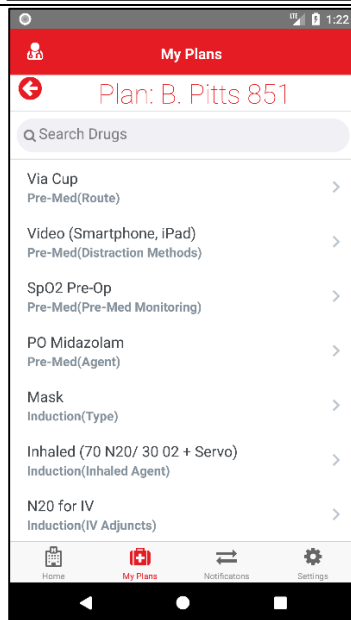 LTE 1:22
My Plans
Plan: B. Pitts 851
Search Drugs
Via Cup
Pre-Med(Route)
Video (Smartphone, iPad)
Pre-Med(Distraction Methods)
SpO2 Pre-Op
Pre-Med(Pre-Med Monitoring)
PO Midazolam
Pre-Med(Agent)
Mask
Induction(Type)
Inhaled (70 N20/ 30 02 + Servo)
Induction(Inhaled Agent)
N20 for IV
Induction(IV Adjuncts)
Home My Plans Notificatons Settings